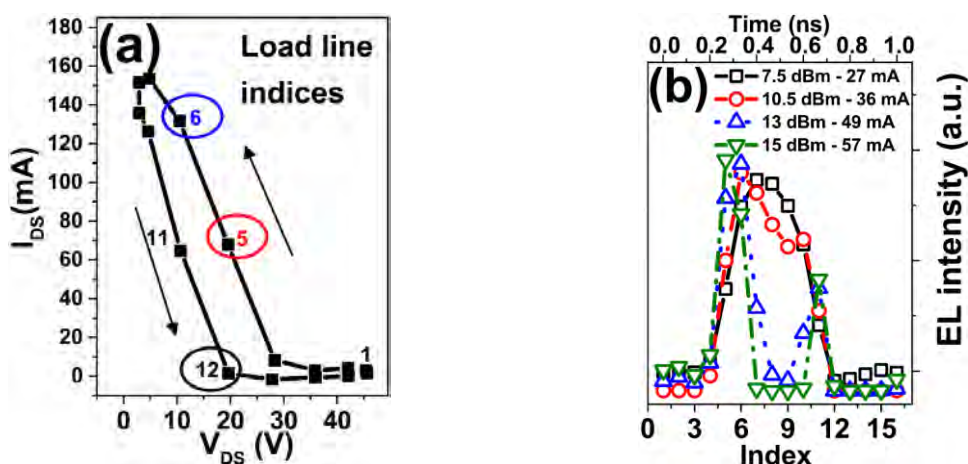 (a)
Load line
indices
180
160
140
120
100
80
60
40
20
0
I_DS(mA)
6
5
11
12
1
0 10 20 30 40
V_DS (V)
Time (ns)
0.0 0.2 0.4 0.6 0.8 1.0
(b)
7.5 dBm - 27 mA
10.5 dBm - 36 mA
13 dBm - 49 mA
15 dBm - 57 mA
EL intensity (a.u.)
0 3 6 9 12 15
Index